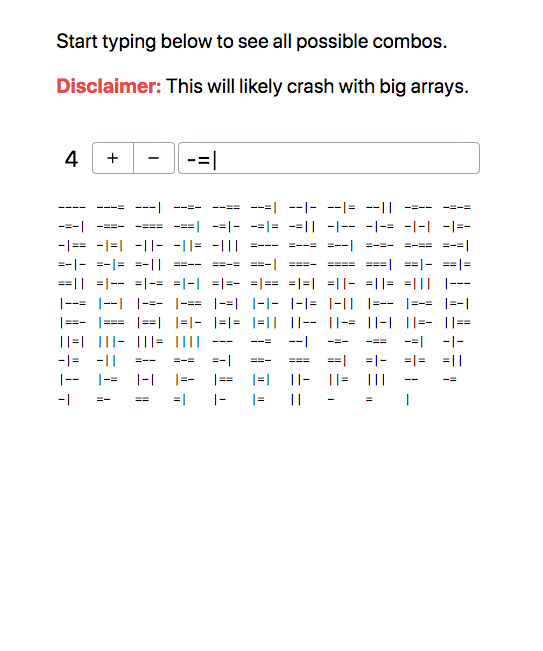 Start typing below to see all possible combos.
Disclaimer: This will likely crash with big arrays.
4 + − -=|
---- ---= ---| --=- --== --=| --|- --|= --|| -=-- -=-=
-=-| -==- -=== -==| -=|- -=|= -=|| -|-- -|-= -|-| -|=-
-|== -|=| -||- -||= -||| =--- =--= =--| =-=- =-== =-=|
=-|- =-|= =-|| ==-- ==-= ==-| ===- ==== ===| ==|- ==|=
==|| =|-- =|-= =|-| =|=- =|== =|=| =||- =||= =||| |---
|--= |--| |-=- |-== |-=| |-|- |-|= |-|| |=-- |=-= |=-|
|==- |=== |==| |=|- |=|= |=|| ||-- ||-= ||-| ||=- ||==
||=| |||- |||= |||| --- --= --| -=- -== -=| -|-
-|= -|| =-- =-= =-| ==- === ==| =|- =|= =||
|-- |-= |-| |=- |== |=| ||- ||= ||| -- -=
-| =- == =| |- |= || - = |